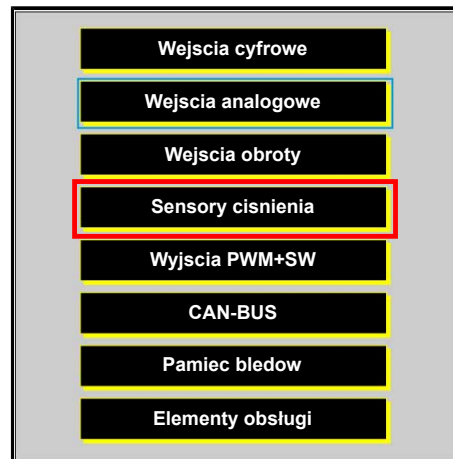 Wejscia cyfrowe
Wejscia analogowe
Wejscia obroty
Sensory cisnienia
Wyjscia PWM+SW
CAN-BUS
Pamiec bledow
Elementy obsługi